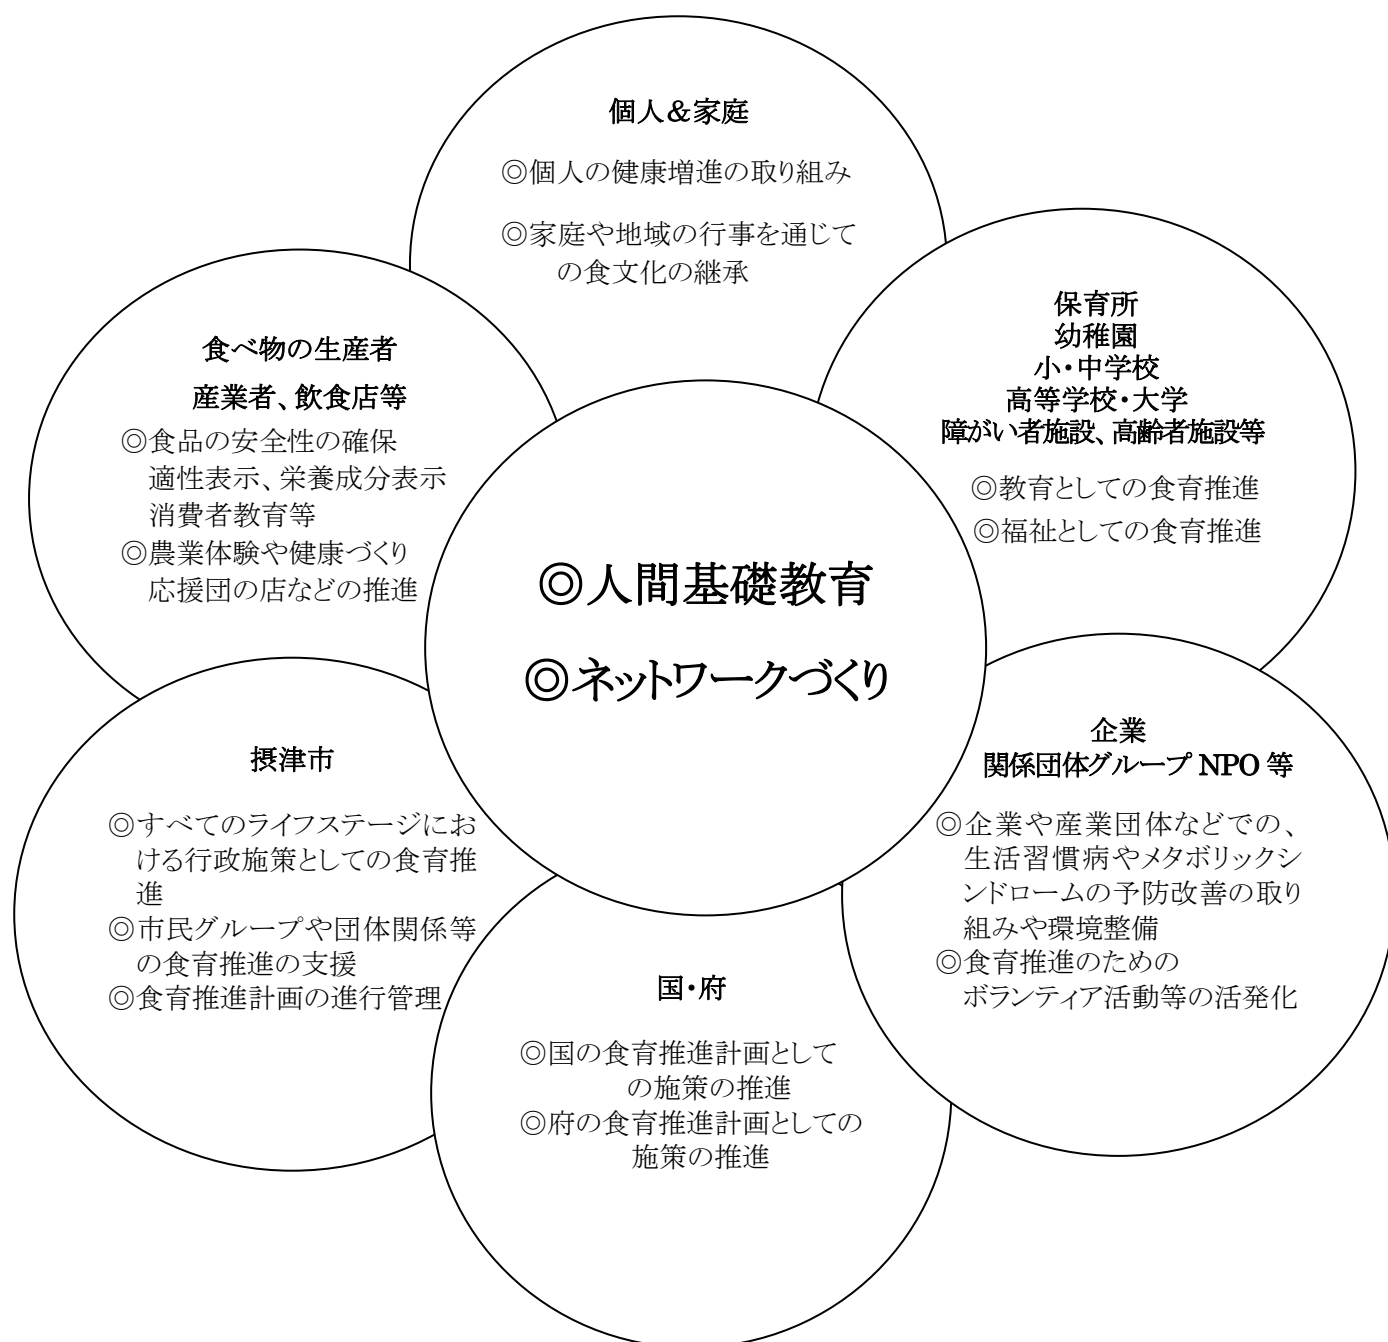 個人＆家庭
◎個人の健康増進の取り組み
◎家庭や地域の行事を通じて
の食文化の継承
保育所
幼稚園
小・中学校
高等学校・大学
障がい者施設、高齢者施設等
◎教育としての食育推進
◎福祉としての食育推進
食べ物の生産者
産業者、飲食店等
◎食品の安全性の確保
適性表示、栄養成分表示
消費者教育等
◎農業体験や健康づくり
応援団の店などの推進
◎人間基礎教育
◎ネットワークづくり
摂津市
◎すべてのライフステージにお
ける行政施策としての食育推
進
◎市民グループや団体関係等
の食育推進の支援
◎食育推進計画の進行管理
企業
関係団体グループ NPO 等
◎企業や産業団体などでの、
生活習慣病やメタボリックシ
ンドロームの予防改善の取り
組みや環境整備
◎食育推進のための
ボランティア活動等の活発化
国・府
◎国の食育推進計画として
の施策の推進
◎府の食育推進計画としての
施策の推進